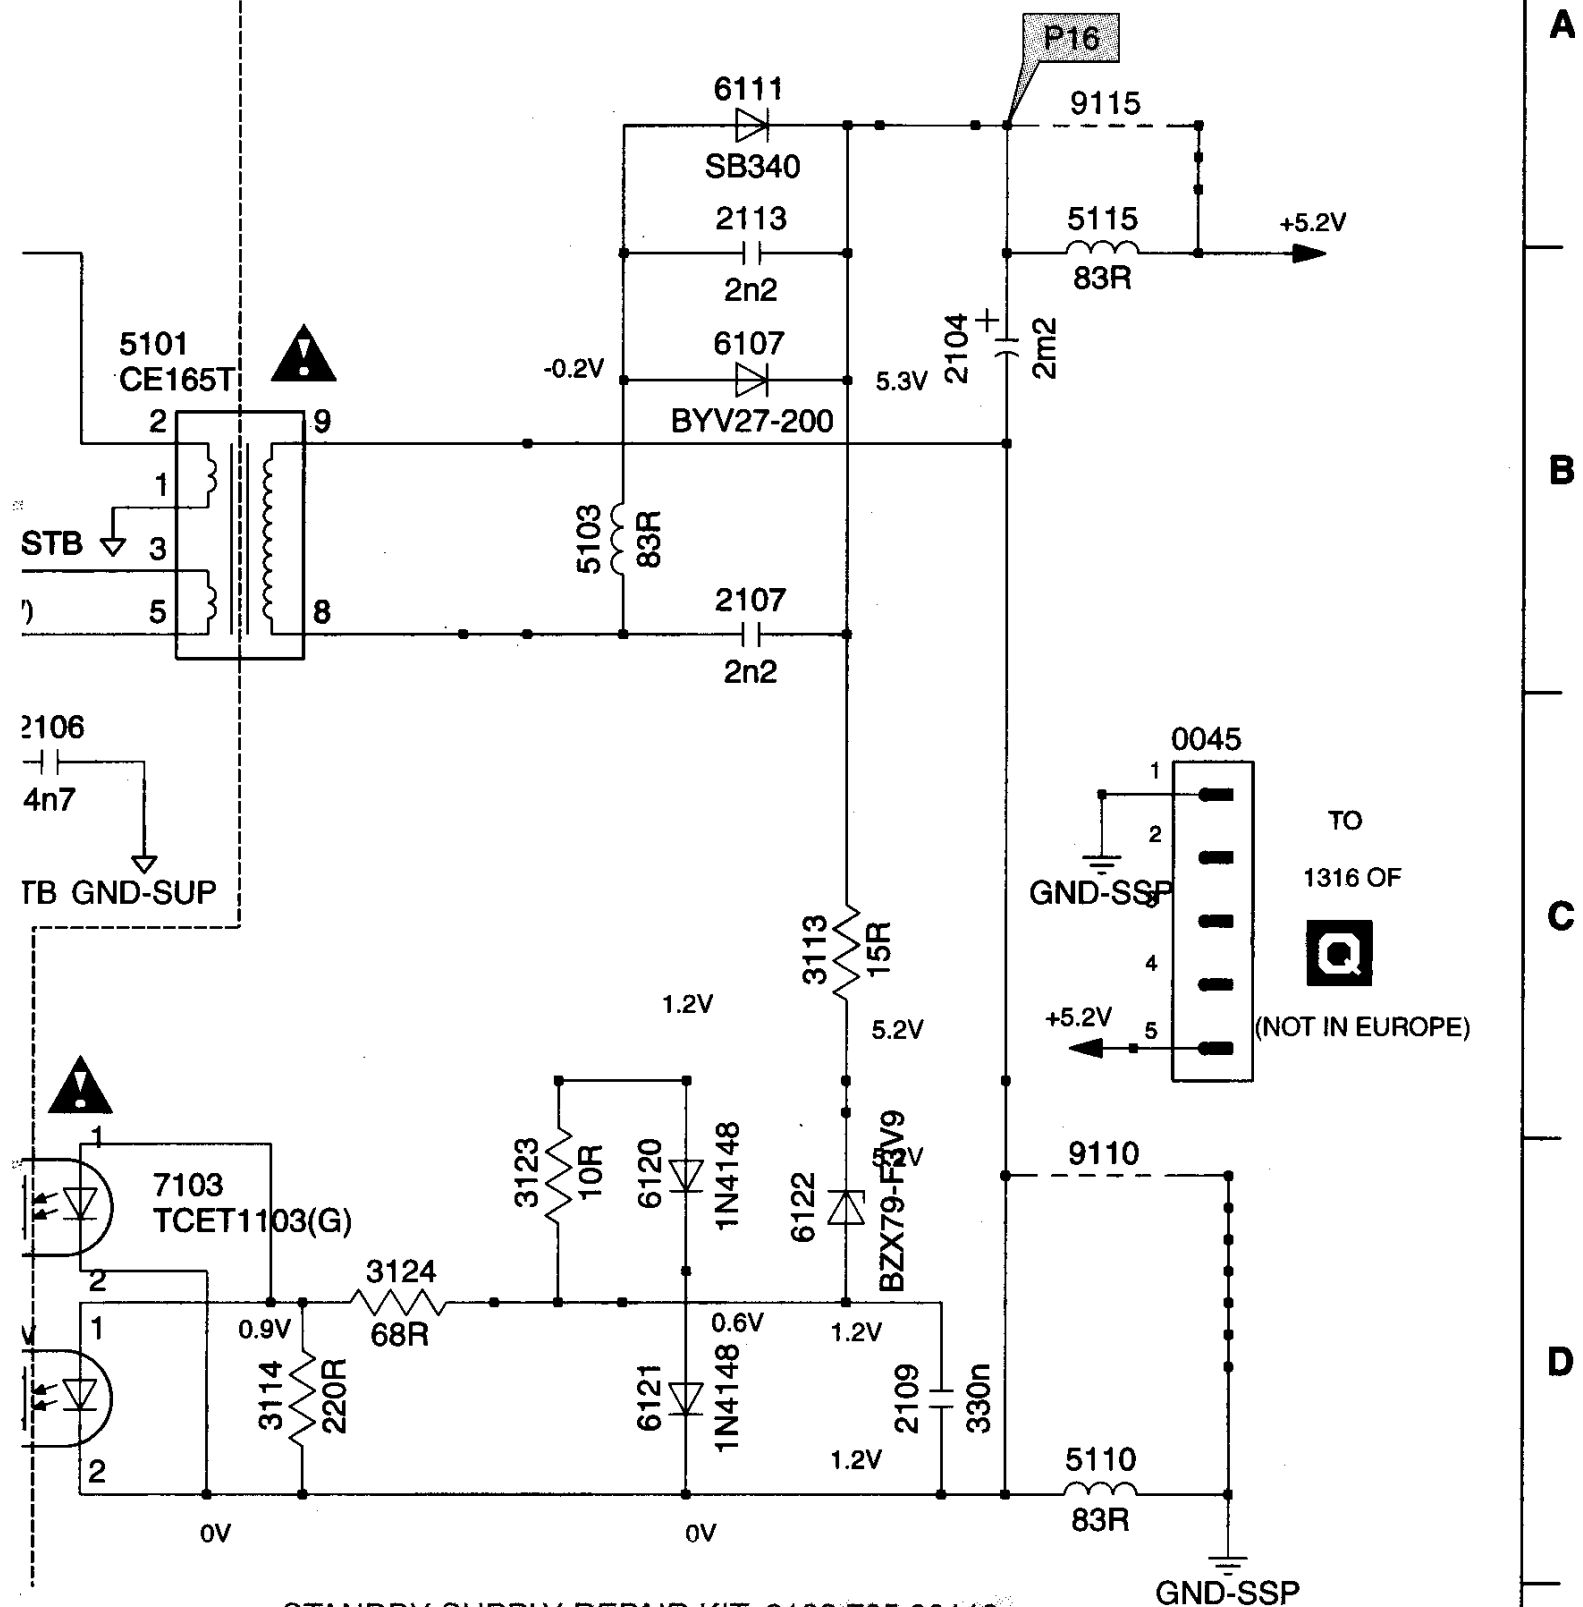 A
P16
6111
9115
SB340
2113
5115
+5.2V
2n2
83R
5101
CE165T
6107
-0.2V
5.3V
2104
+
2m2
BYV27-200
2
9
1
B
STB
3
5103
83R
5
8
2107
2n2
2106
4n7
0045
1
TO
2
1316 OF
TB GND-SUP
GND-SSP
C
3113
15R
Q
4
1.2V
5.2V
+5.2V
5
(NOT IN EUROPE)
1
7103
TCET1103(G)
3123
10R
6120
1N4148
6122
5.2V
9110
2
3124
68R
1
0.9V
0.6V
1.2V
3114
220R
6121
1N4148
2109
330n
D
2
1.2V
5110
83R
0V
0V
GND-SSP